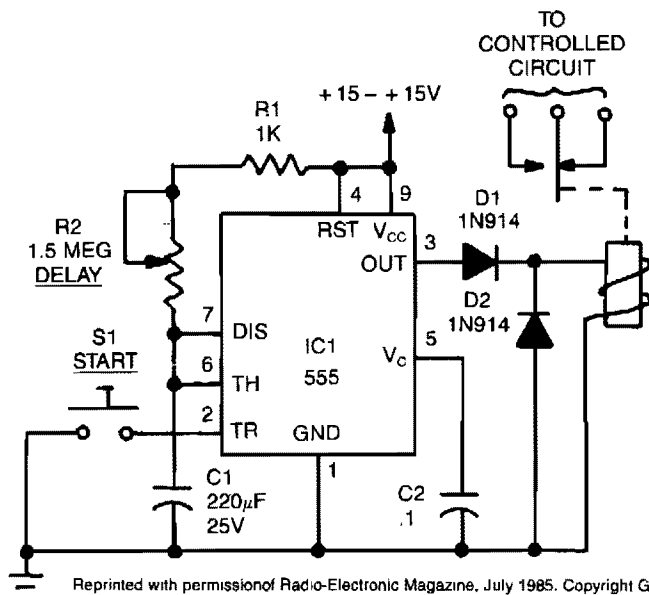 TO
CONTROLLED
CIRCUIT
+15 – +15V
R1
1K
4
9
D1
1N914
RST
VCC
3
R2
1.5 MEG
DELAY
OUT
D2
1N914
7
DIS
S1
START
IC1
555
5
VC
6
TH
2
TR
GND
1
C1
220µF
25V
C2
.1
Reprinted with permissionof Radio-Electronic Magazine, July 1985. Copyright G